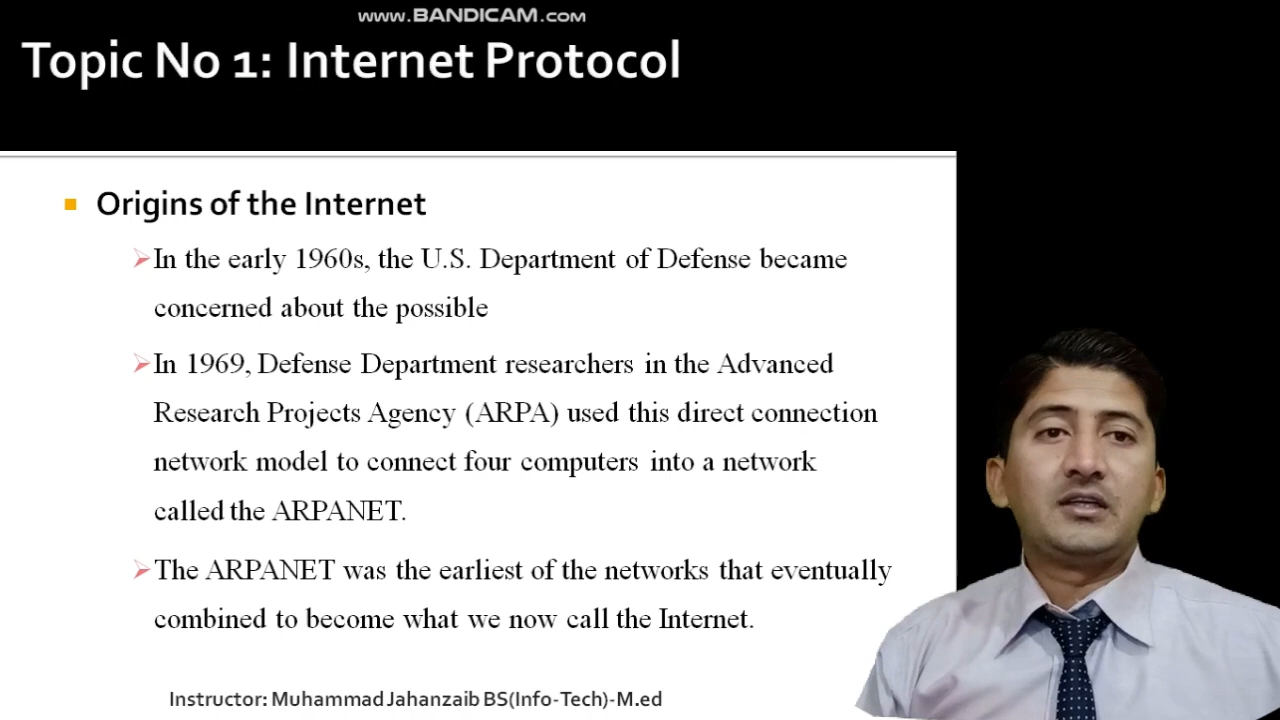 www.BANDICAM.com
Topic No 1: Internet Protocol
Origins of the Internet
In the early 1960s, the U.S. Department of Defense became
concerned about the possible
In 1969, Defense Department researchers in the Advanced
Research Projects Agency (ARPA) used this direct connection
network model to connect four computers into a network
called the ARPANET.
The ARPANET was the earliest of the networks that eventually
combined to become what we now call the Internet.
Instructor: Muhammad Jahanzaib BS(Info-Tech)-M.ed